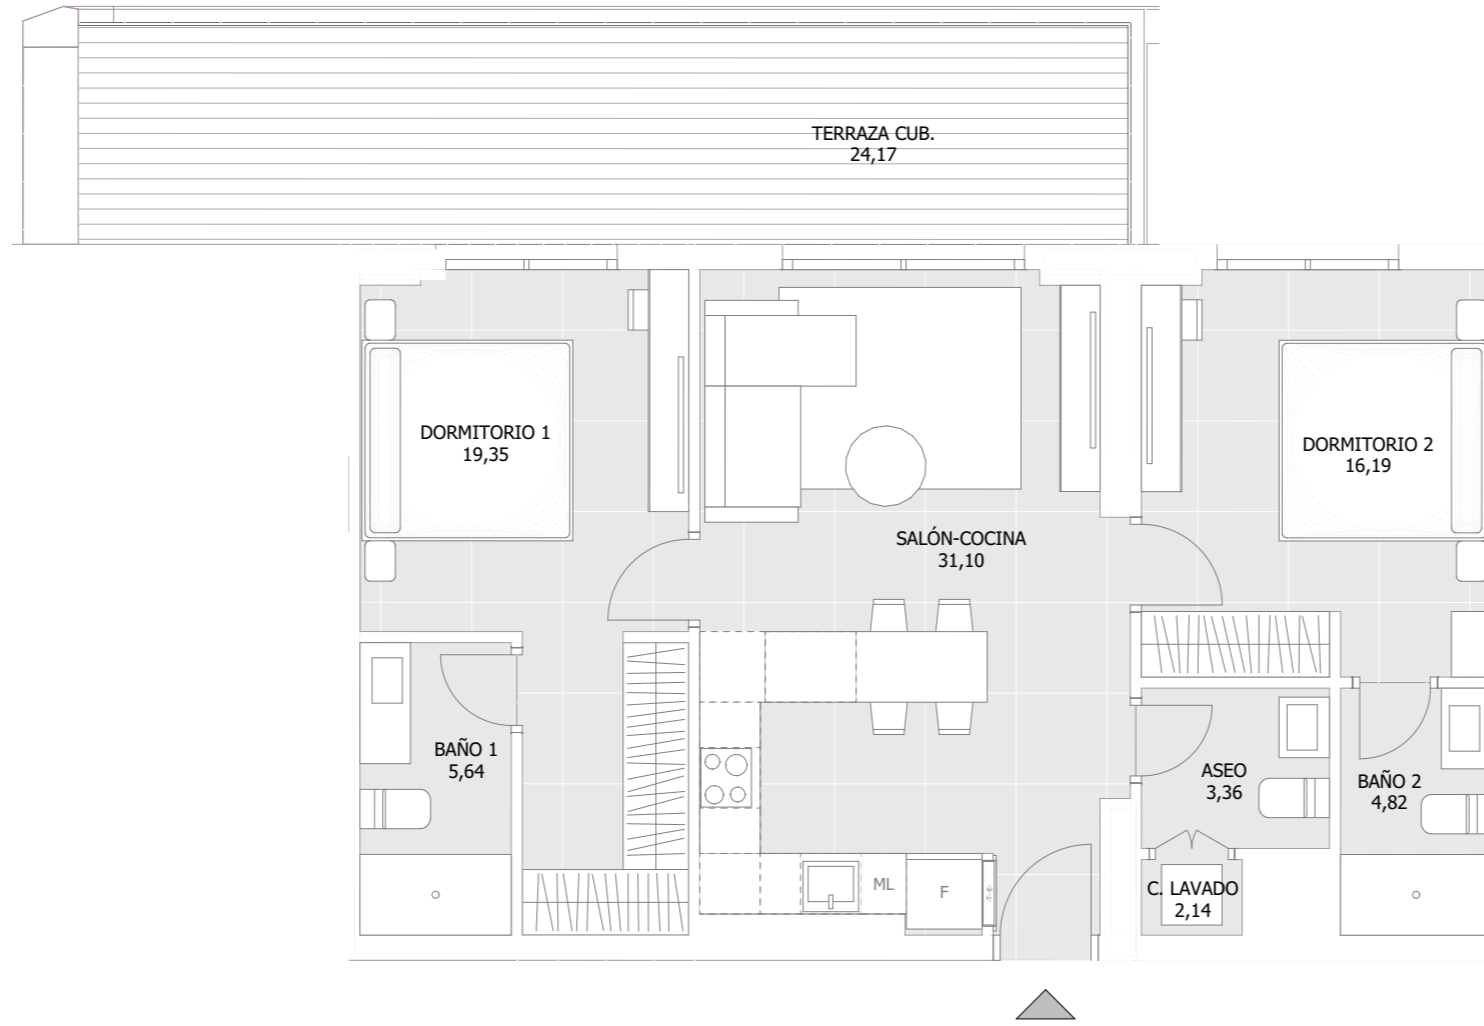 TERRAZA CUB.
24,17
DORMITORIO 1
19,35
DORMITORIO 2
16,19
SALÓN-COCINA
31,10
BAÑO 1
5,64
ASEO
3,36
BAÑO 2
4,82
ML
F
-T-E-
C. LAVADO
2,14